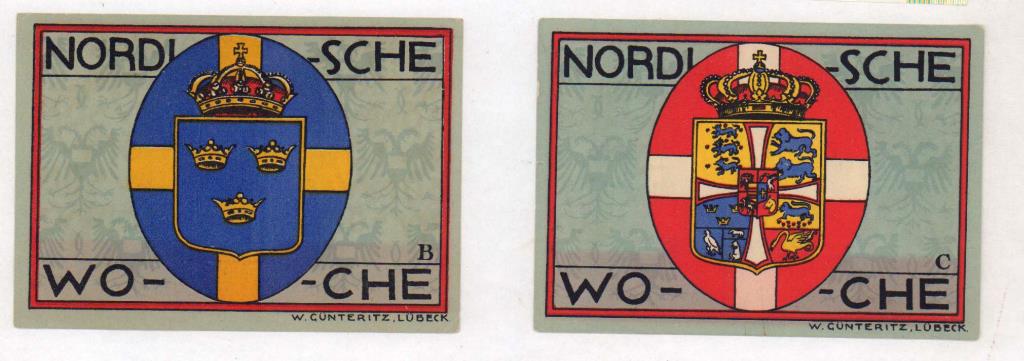 NORDI -SCHE
B
WO- -CHE
W. GÜNTERITZ, LÜBECK
NORDI -SCHE
C
WO- -CHE
W. GÜNTERITZ, LÜBECK